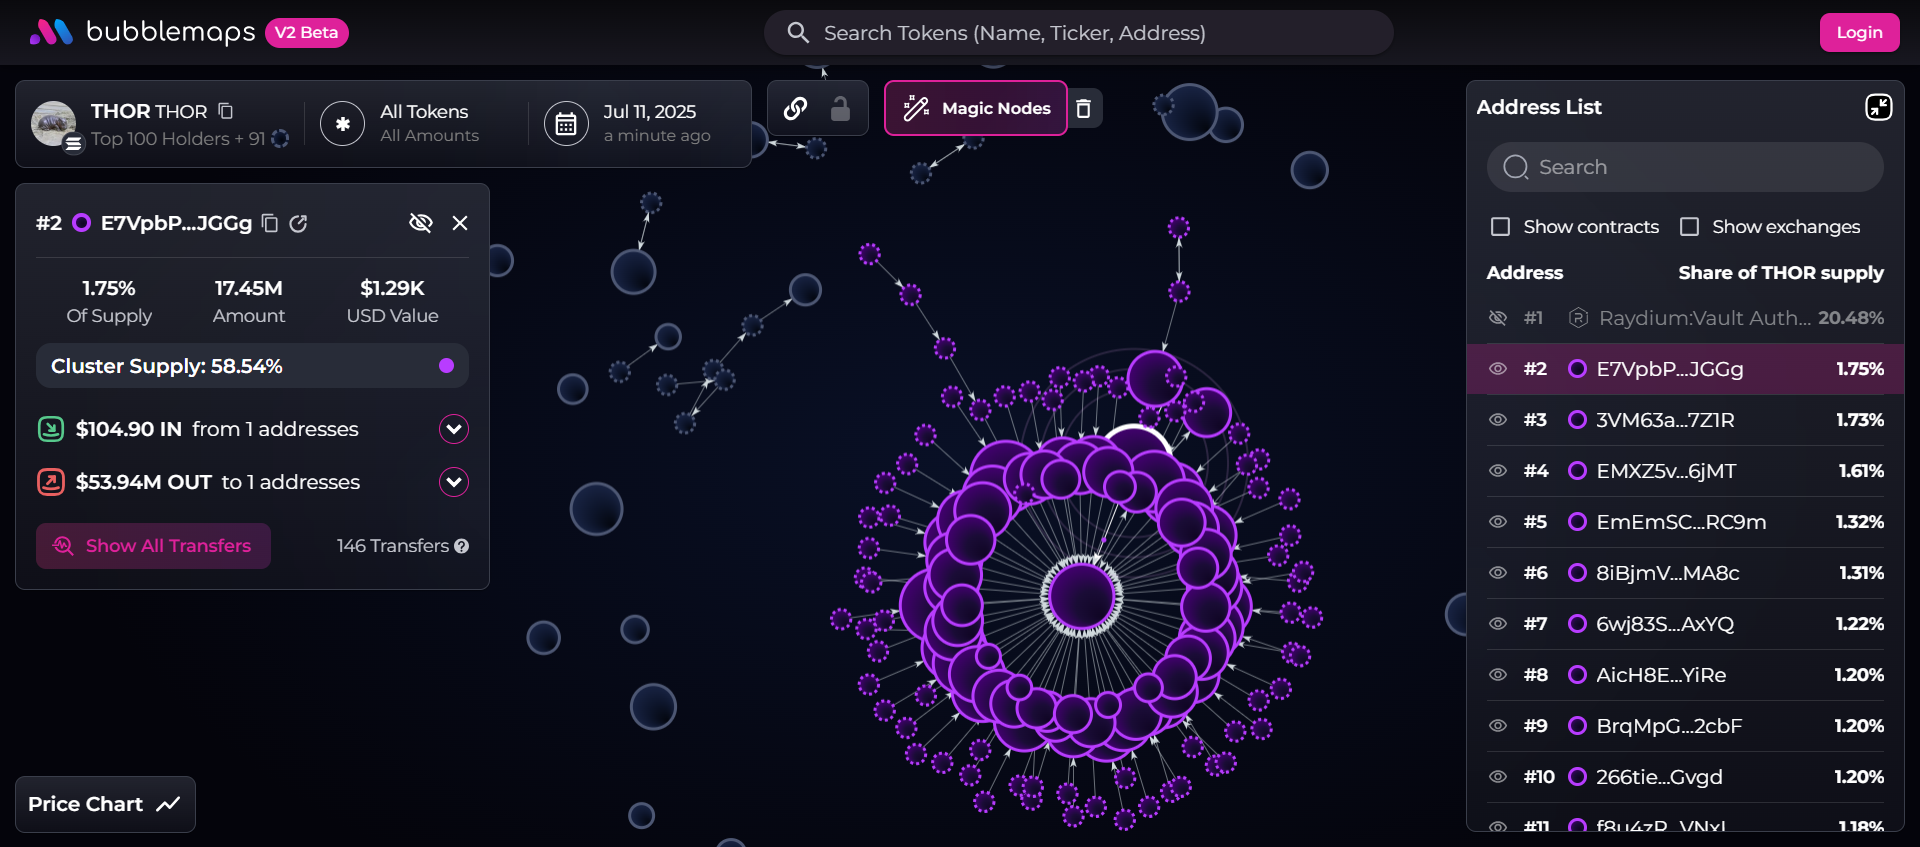 bubblemaps V2 Beta
Search Tokens (Name, Ticker, Address)
Login
THOR THOR
Top 100 Holders + 91
All Tokens
All Amounts
Jul 11, 2025
a minute ago
Magic Nodes
#2 E7VpbP...JGGg
1.75% 17.45M $1.29K
Of Supply Amount USD Value
Cluster Supply: 58.54%
$104.90 IN from 1 addresses
$53.94M OUT to 1 addresses
Show All Transfers 146 Transfers ?
Price Chart
Address List
Search
Show contracts Show exchanges
Address Share of THOR supply
#1 Raydium:Vault Auth... 20.48%
#2 E7VpbP...JGGg 1.75%
#3 3VM63a...7Z1R 1.73%
#4 EMXZ5v...6jMT 1.61%
#5 EmEmSC...RC9m 1.32%
#6 8iBjmV...MA8c 1.31%
#7 6wj83S...AxYQ 1.22%
#8 AicH8E...YiRe 1.20%
#9 BrqMpG...2cbF 1.20%
#10 266tie...Gvgd 1.20%
#11 1.18%